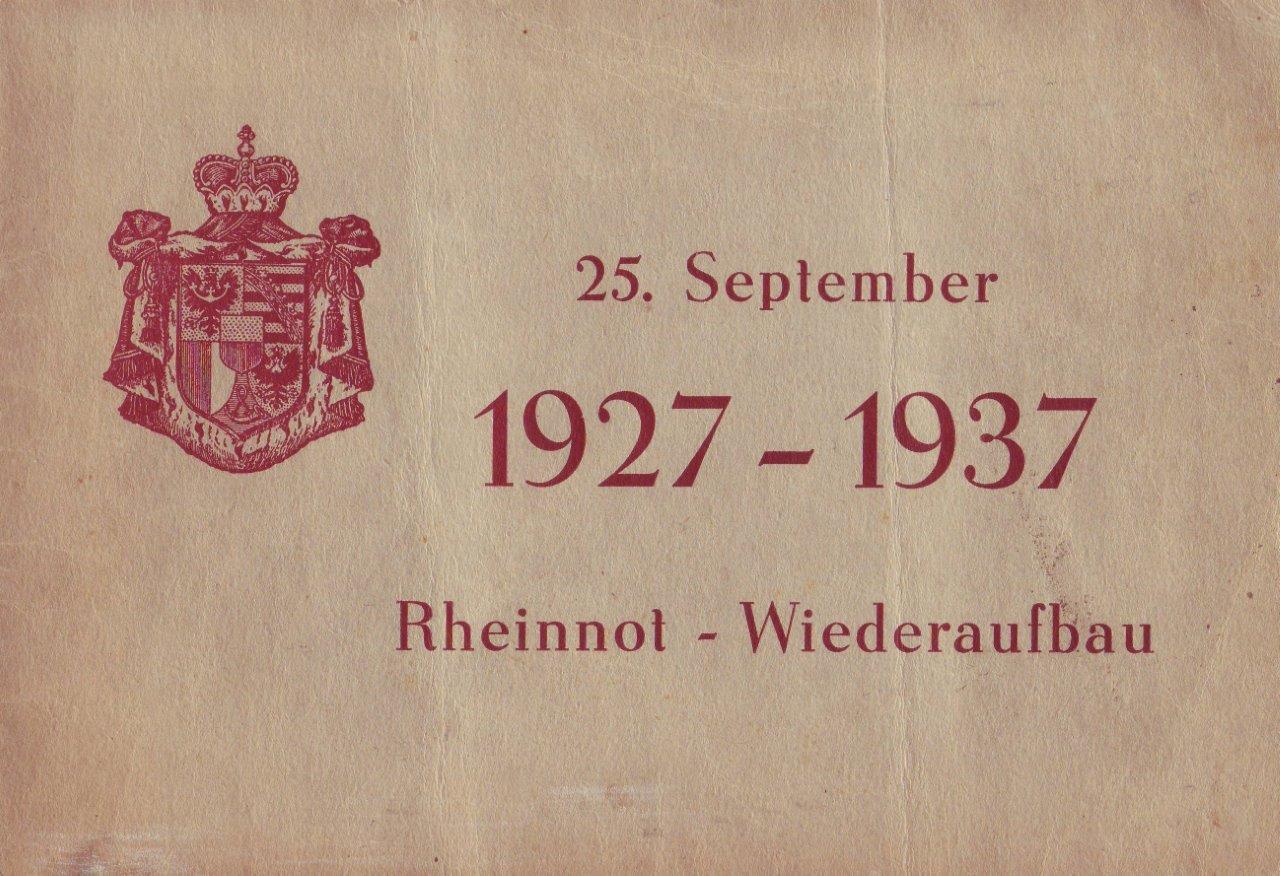 25. September
1927 - 1937
Rheinnot - Wiederaufbau